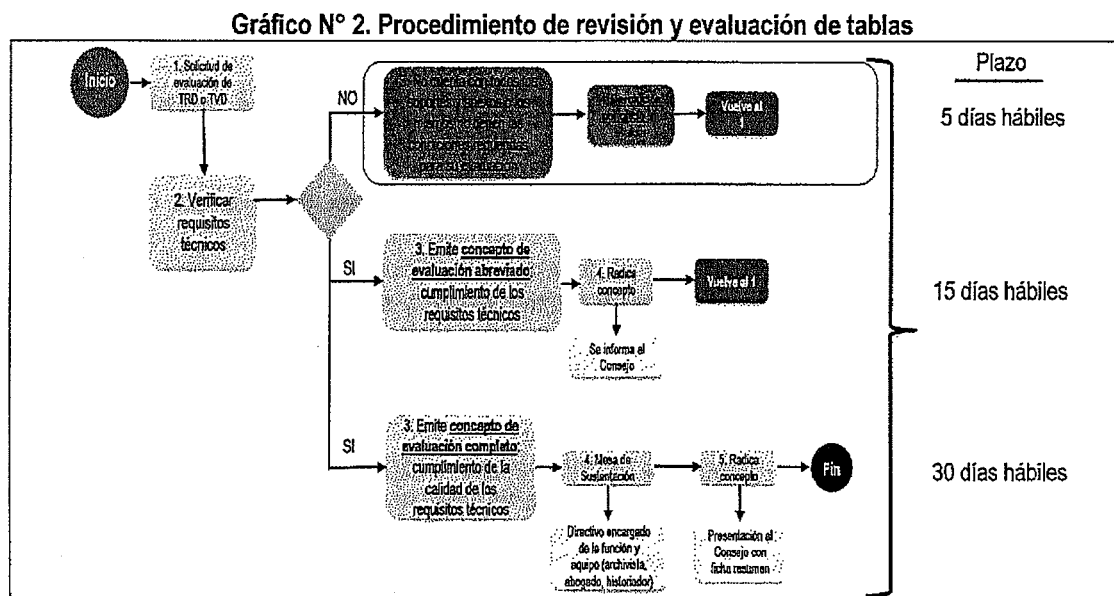 Gráfico N° 2. Procedimiento de revisión y evaluación de tablas
Inicio
1. Solicitud de
evaluación de
TRD o TVD
2. Verificar
requisitos
técnicos
NO
Vuelve al
1
Plazo
5 días hábiles
SI
3. Emite concepto de
evaluación abreviado:
cumplimiento de los
requisitos técnicos
4. Radica
concepto
Vuelve al 1
Se informa al
Consejo
15 días hábiles
SI
3. Emite concepto de
evaluación completo:
cumplimiento de la
calidad de los
requisitos técnicos
4. Mesa de
Sustentación
5. Radica
concepto
Fin
30 días hábiles
Directivo encargado
de la función y
equipo (archivista,
abogado, historiador)
Presentación al
Consejo con
ficha resumen